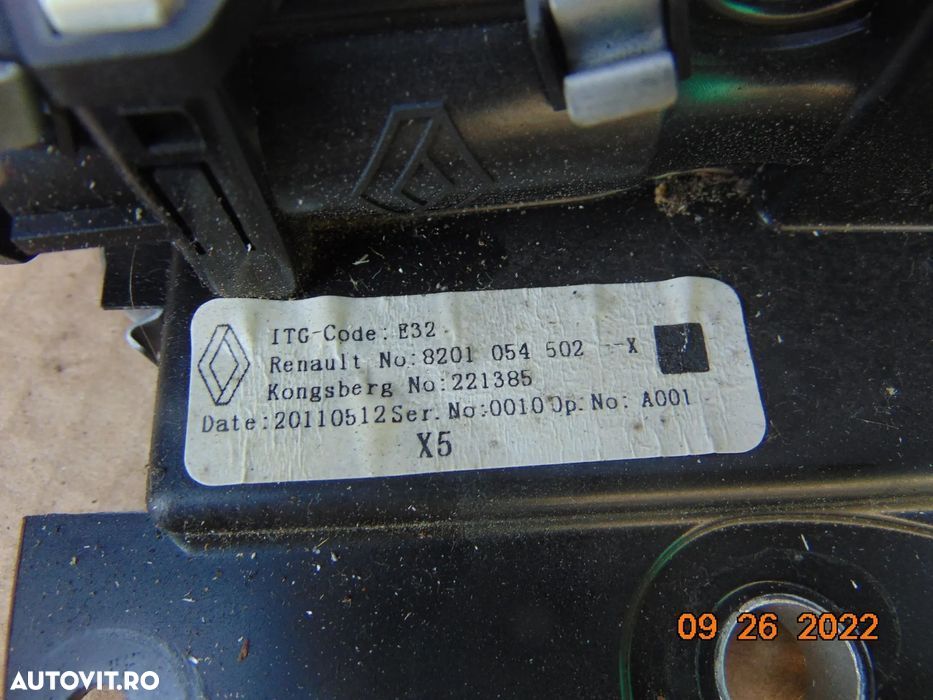 ITG-Code: E32
Renault No:8201 054 502 --X
Kongsberg No:221385
Date:20110512 Ser. No:0010 Op. No: A001
X5
09 26 2022
AUTOVIT.RO